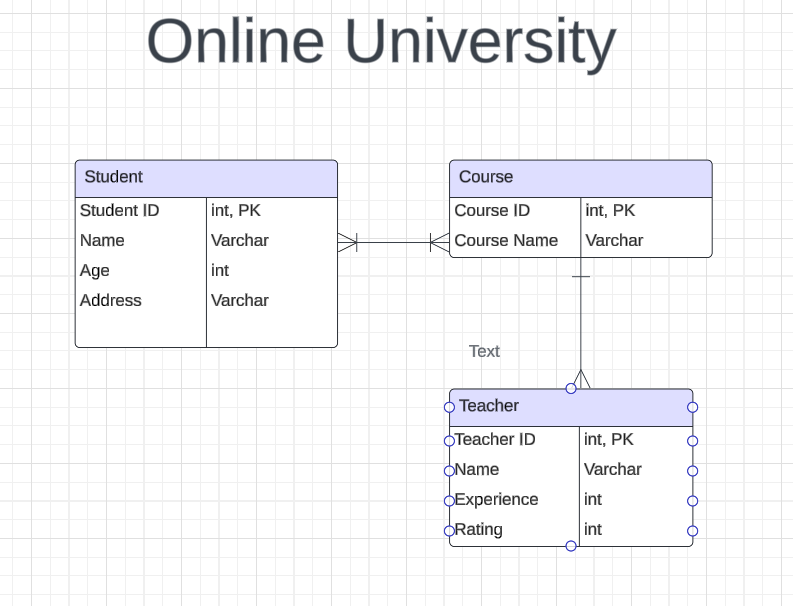 Online University
Student
Student ID int, PK
Name Varchar
Age int
Address Varchar
Course
Course ID int, PK
Course Name Varchar
Text
Teacher
Teacher ID int, PK
Name Varchar
Experience int
Rating int